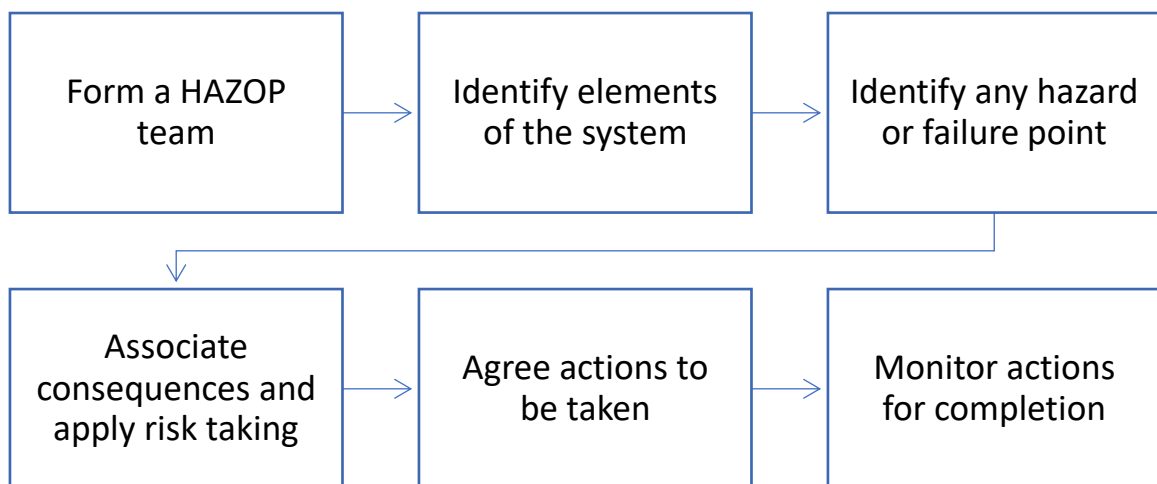 Form a HAZOP
team
Identify elements
of the system
Identify any hazard
or failure point
Associate
consequences and
apply risk taking
Agree actions to
be taken
Monitor actions
for completion